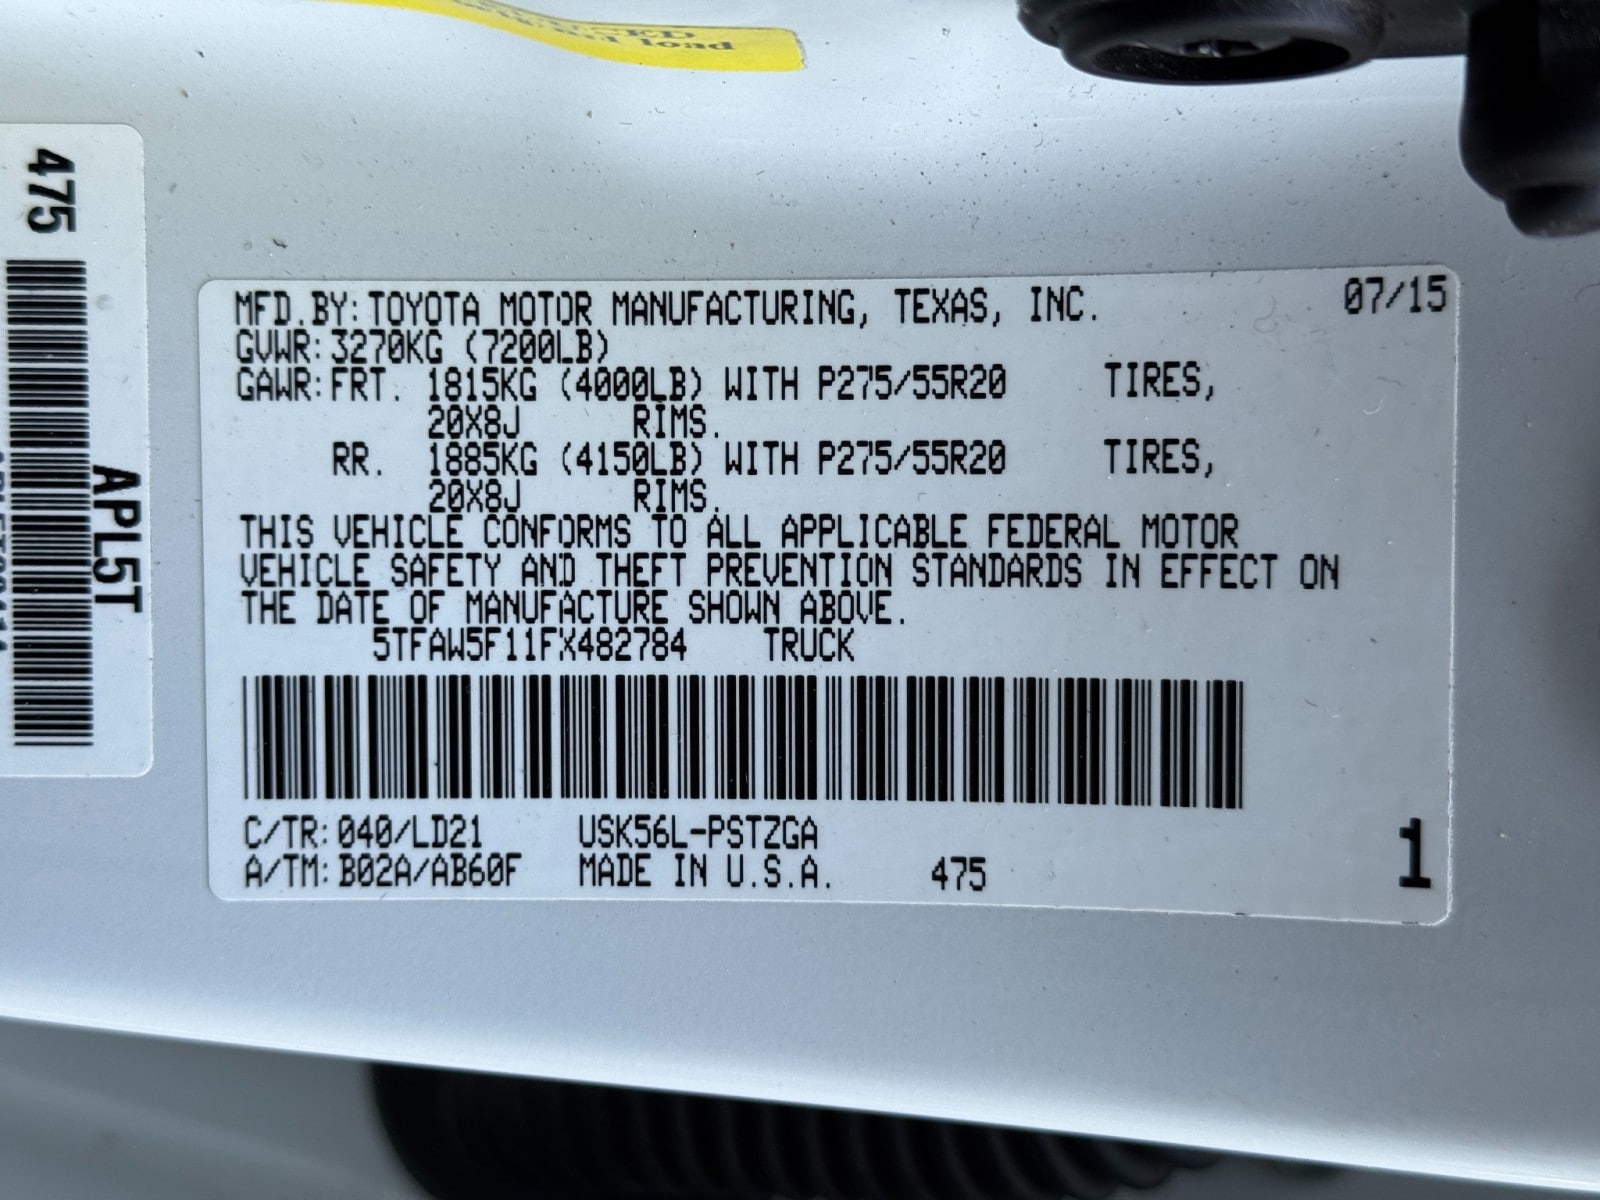 ED
load
475
APL5T
MFD.BY: TOYOTA MOTOR MANUFACTURING, TEXAS, INC. 07/15
GVWR: 3270KG (7200LB)
GAWR: FRT. 1815KG (4000LB) WITH P275/55R20 TIRES,
20X8J RIMS.
RR. 1885KG (4150LB) WITH P275/55R20 TIRES,
20X8J RIMS.
THIS VEHICLE CONFORMS TO ALL APPLICABLE FEDERAL MOTOR
VEHICLE SAFETY AND THEFT PREVENTION STANDARDS IN EFFECT ON
THE DATE OF MANUFACTURE SHOWN ABOVE.
5TFAW5F11FX482784 TRUCK
C/TR: 040/LD21 USK56L-PSTZGA
A/TM: B02A/AB60F MADE IN U.S.A. 475 1